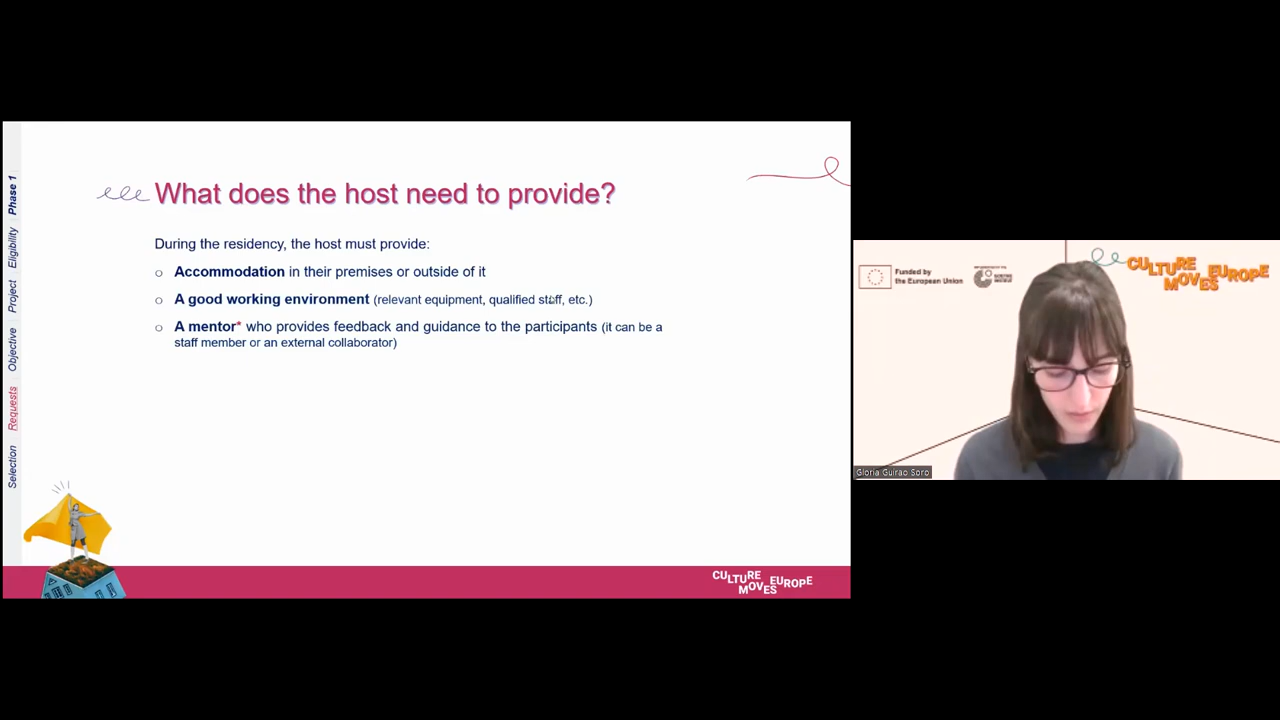 What does the host need to provide?
During the residency, the host must provide:
Accommodation in their premises or outside of it
A good working environment (relevant equipment, qualified staff, etc.)
A mentor* who provides feedback and guidance to the participants (it can be a
staff member or an external collaborator)
Phase 1
Eligibility
Project
Objective
Requests
Selection
CULTURE
MOVES EUROPE
Funded by
the European Union
CULTURE
MOVES EUROPE
Gloria Guirao Soro